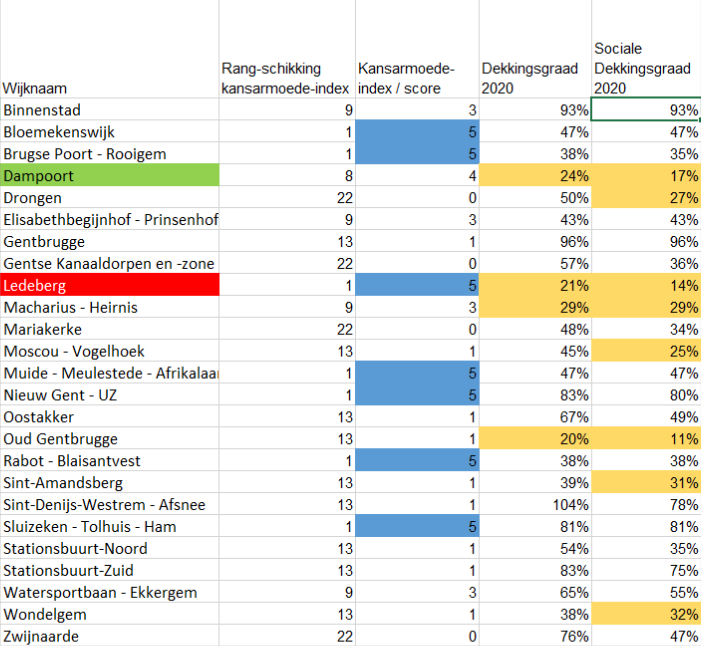 Wijknaam Rang-schikking kansarmoede-index Kansarmoede-index / score Dekkingsgraad 2020 Sociale Dekkingsgraad 2020
Binnenstad 9 3 93% 93%
Bloemekenswijk 1 5 47% 47%
Brugse Poort - Rooigem 1 5 38% 35%
Dampoort 8 4 24% 17%
Drongen 22 0 50% 27%
Elisabethbegijnhof - Prinsenhof 9 3 43% 43%
Gentbrugge 13 1 96% 96%
Gentse Kanaaldorpen en -zone 22 0 57% 36%
Ledeberg 1 5 21% 14%
Macharius - Heirnis 9 3 29% 29%
Mariakerke 22 0 48% 34%
Moscou - Vogelhoek 13 1 45% 25%
Muide - Meulestede - Afrikalaa 1 5 47% 47%
Nieuw Gent - UZ 1 5 83% 80%
Oostakker 13 1 67% 49%
Oud Gentbrugge 13 1 20% 11%
Rabot - Blaisantvest 1 5 38% 38%
Sint-Amandsberg 13 1 39% 31%
Sint-Denijs-Westrem - Afsnee 13 1 104% 78%
Sluizeken - Tolhuis - Ham 1 5 81% 81%
Stationsbuurt-Noord 13 1 54% 35%
Stationsbuurt-Zuid 13 1 83% 75%
Watersportbaan - Ekkergem 9 3 65% 55%
Wondelgem 13 1 38% 32%
Zwijnaarde 22 0 76% 47%